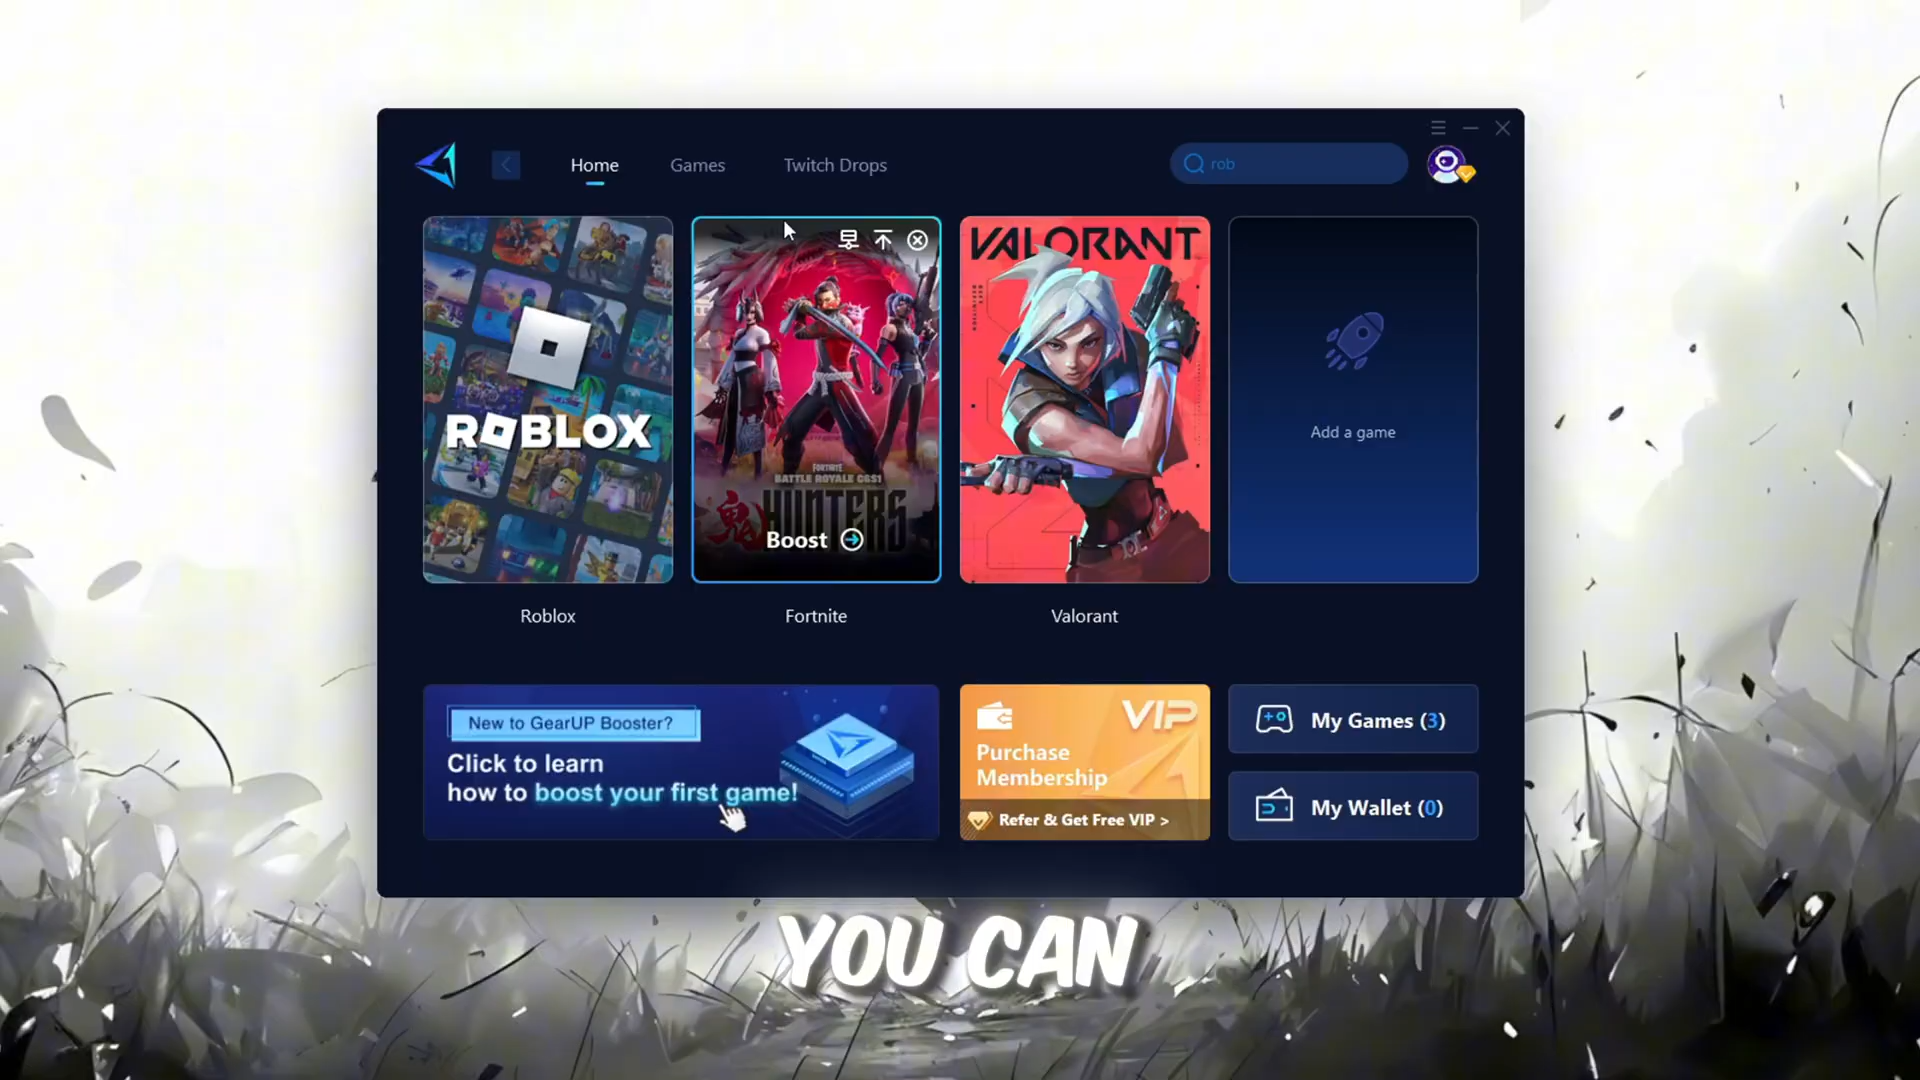 Home
Games
Twitch Drops
rob
ROBLOX
FORTNITE
BATTLE ROYALE C6S1
鬼 HUNTERS
Boost
VALORANT
Add a game
Roblox
Fortnite
Valorant
New to GearUP Booster?
Click to learn
how to boost your first game!
VIP
Purchase
Membership
Refer & Get Free VIP >
My Games (3)
My Wallet (0)
YOU CAN